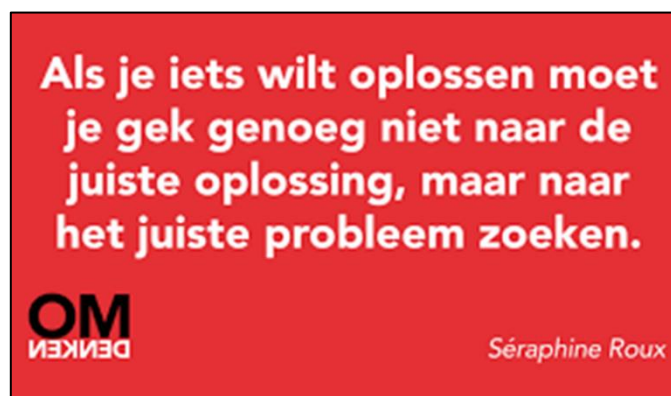 Als je iets wilt oplossen moet
je gek genoeg niet naar de
juiste oplossing, maar naar
het juiste probleem zoeken.
OM
DENKEN
Séraphine Roux